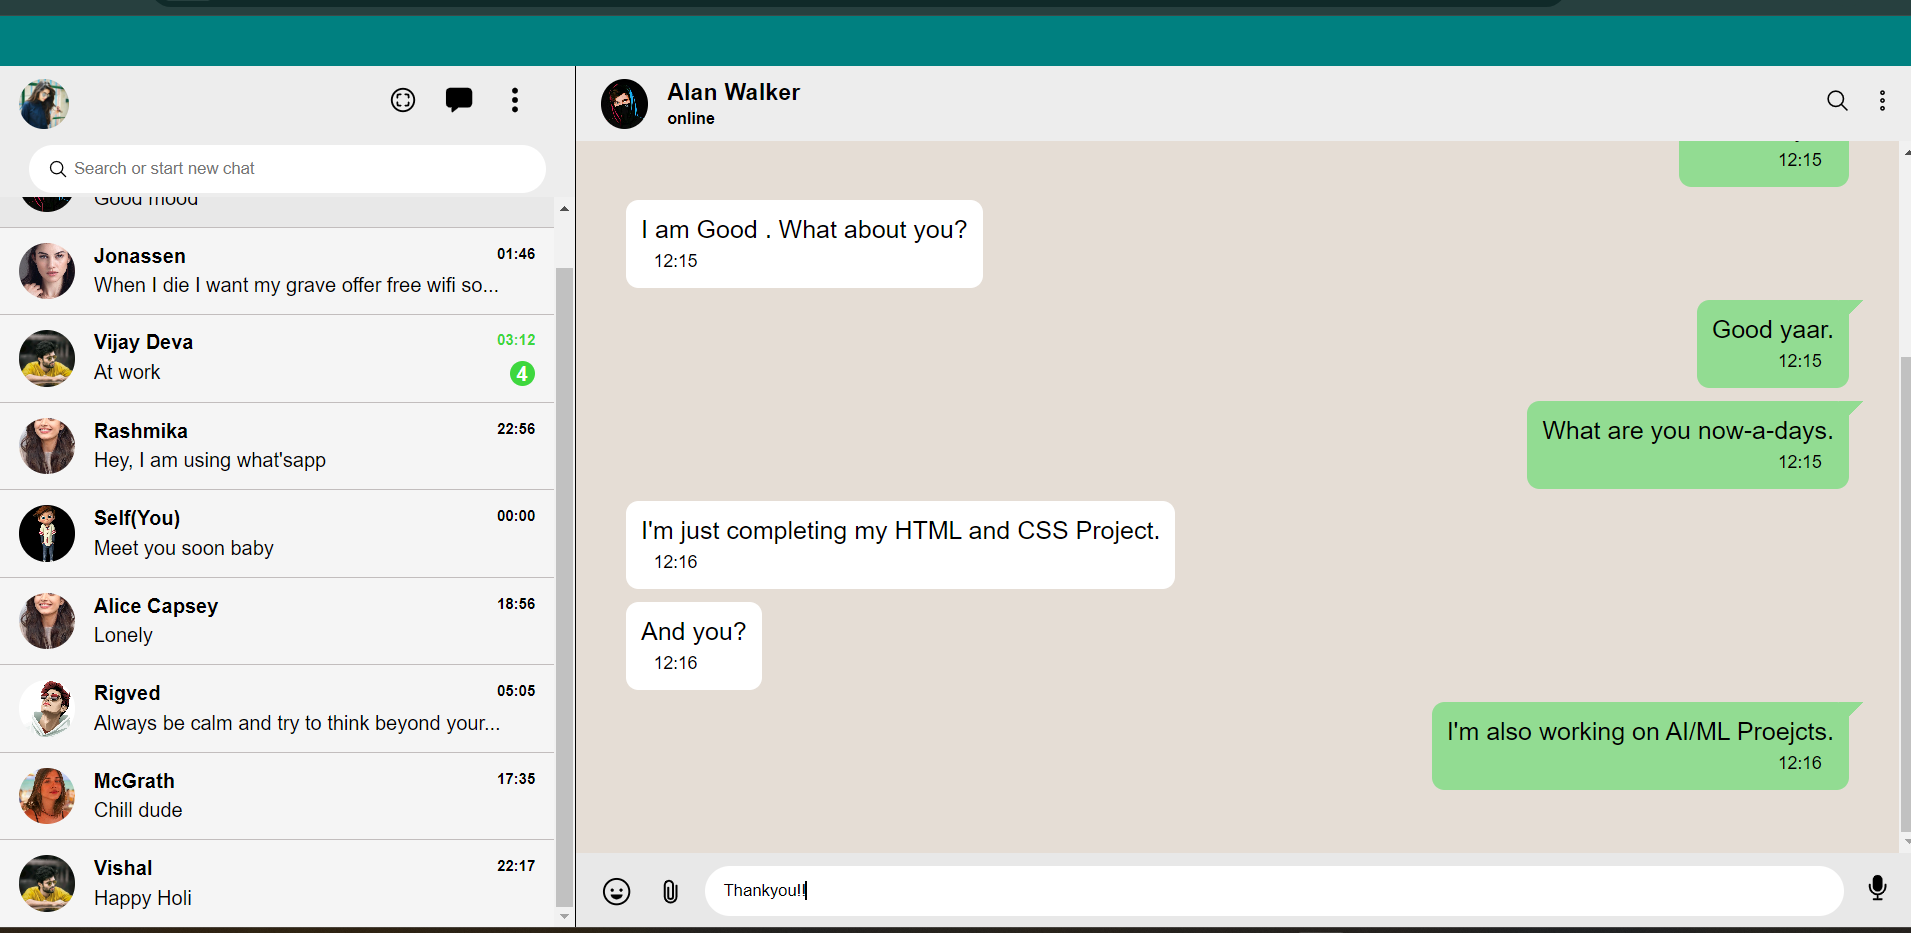 Search or start new chat
Good mood
Jonassen
01:46
When I die I want my grave offer free wifi so...
Vijay Deva
03:12
At work
4
Rashmika
22:56
Hey, I am using what'sapp
Self(You)
00:00
Meet you soon baby
Alice Capsey
18:56
Lonely
Rigved
05:05
Always be calm and try to think beyond your...
McGrath
17:35
Chill dude
Vishal
22:17
Happy Holi
Alan Walker
online
12:15
I am Good . What about you?
12:15
Good yaar.
12:15
What are you now-a-days.
12:15
I'm just completing my HTML and CSS Project.
12:16
And you?
12:16
I'm also working on AI/ML Proejcts.
12:16
Thankyou!!